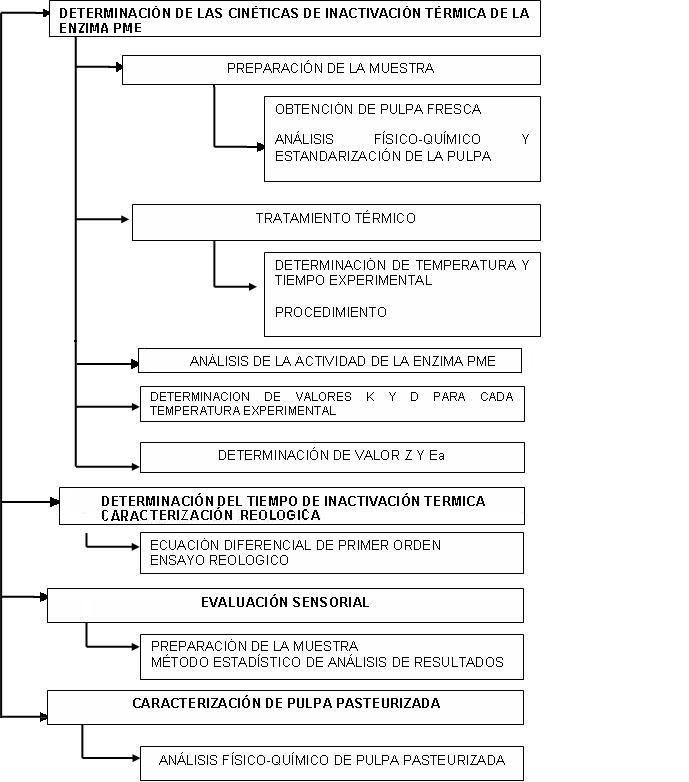 DETERMINACIÓN DE LAS CINÉTICAS DE INACTIVACIÓN TÉRMICA DE LA
ENZIMA PME
PREPARACIÓN DE LA MUESTRA
OBTENCIÓN DE PULPA FRESCA
ANÁLISIS FÍSICO-QUÍMICO Y
ESTANDARIZACIÓN DE LA PULPA
TRATAMIENTO TÉRMICO
DETERMINACIÓN DE TEMPERATURA Y
TIEMPO EXPERIMENTAL
PROCEDIMIENTO
ANÁLISIS DE LA ACTIVIDAD DE LA ENZIMA PME
DETERMINACION DE VALORES K Y D PARA CADA
TEMPERATURA EXPERIMENTAL
DETERMINACIÓN DE VALOR Z Y Ea
DETERMINACIÓN DEL TIEMPO DE INACTIVACIÓN TERMICA
CARACTERIZACIÓN REOLOGICA
ECUACIÓN DIFERENCIAL DE PRIMER ORDEN
ENSAYO REOLOGICO
EVALUACIÓN SENSORIAL
PREPARACIÓN DE LA MUESTRA
MÉTODO ESTADÍSTICO DE ANÁLISIS DE RESULTADOS
CARACTERIZACIÓN DE PULPA PASTEURIZADA
ANÁLISIS FÍSICO-QUÍMICO DE PULPA PASTEURIZADA